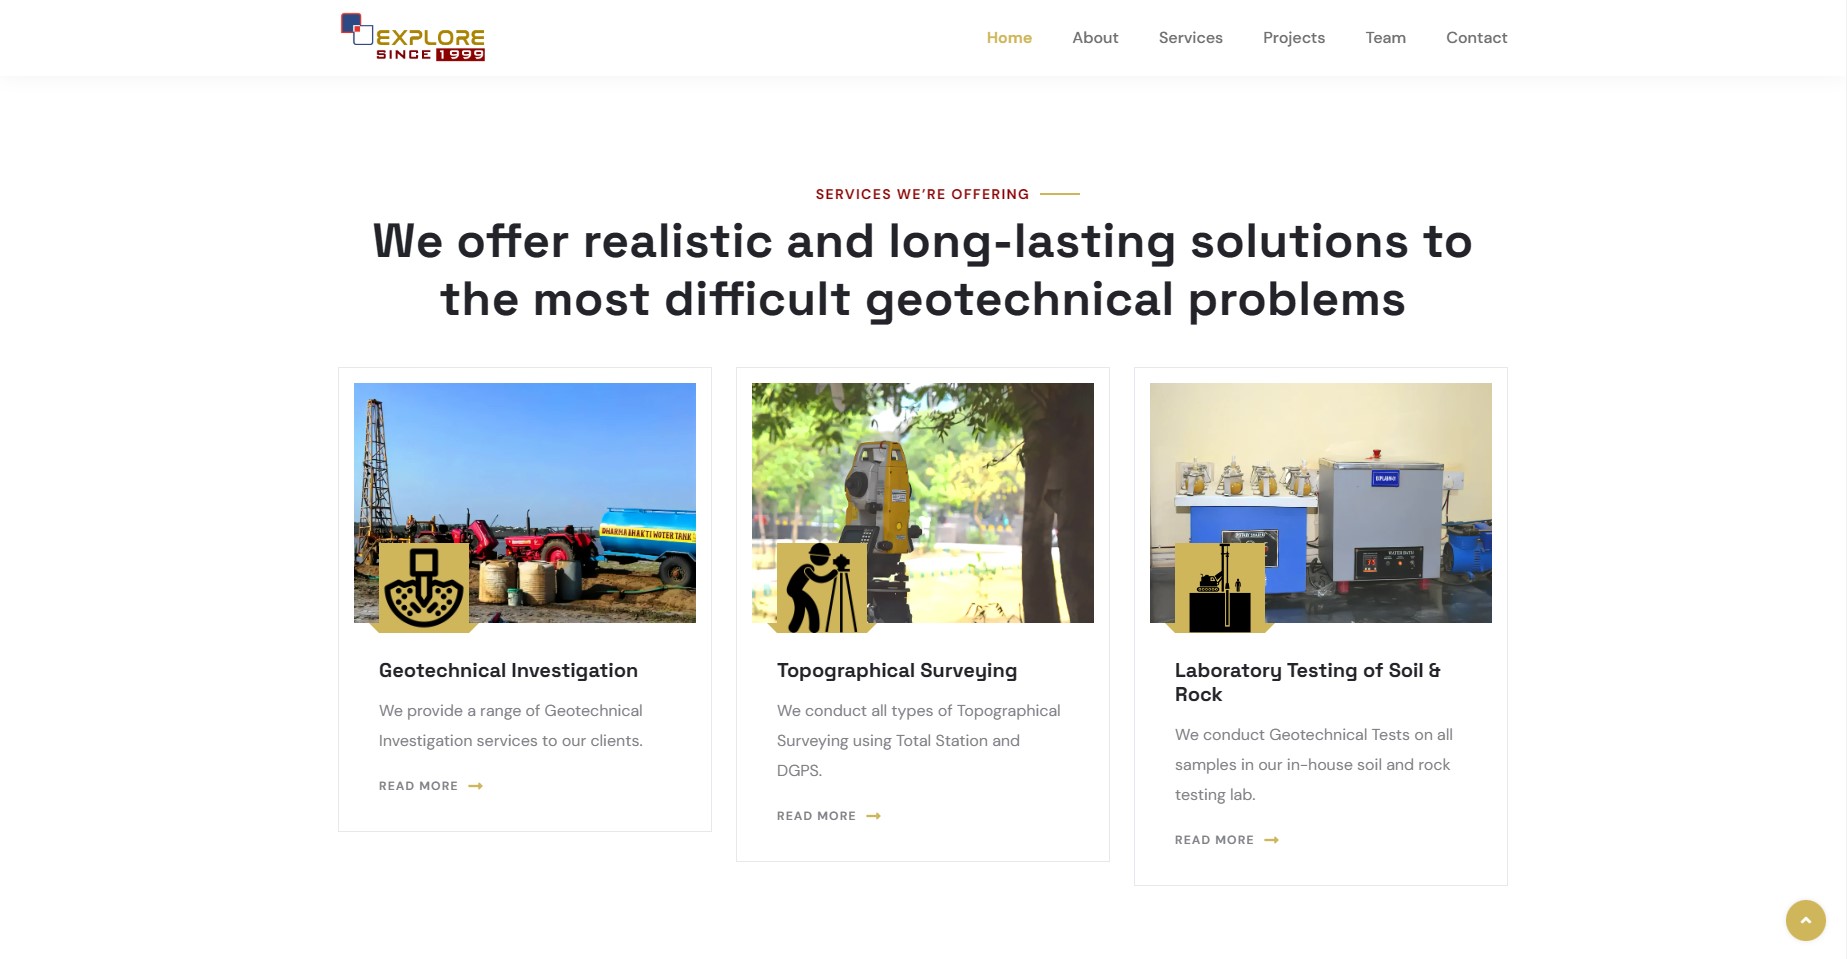 EXPLORE
SINCE 1999
Home About Services Projects Team Contact
SERVICES WE'RE OFFERING
We offer realistic and long-lasting solutions to
the most difficult geotechnical problems
DHARMA BHAKTI WOTER TANK
WATER BATH
Geotechnical Investigation
We provide a range of Geotechnical
Investigation services to our clients.
READ MORE
Topographical Surveying
We conduct all types of Topographical
Surveying using Total Station and
DGPS.
READ MORE
Laboratory Testing of Soil &
Rock
We conduct Geotechnical Tests on all
samples in our in-house soil and rock
testing lab.
READ MORE